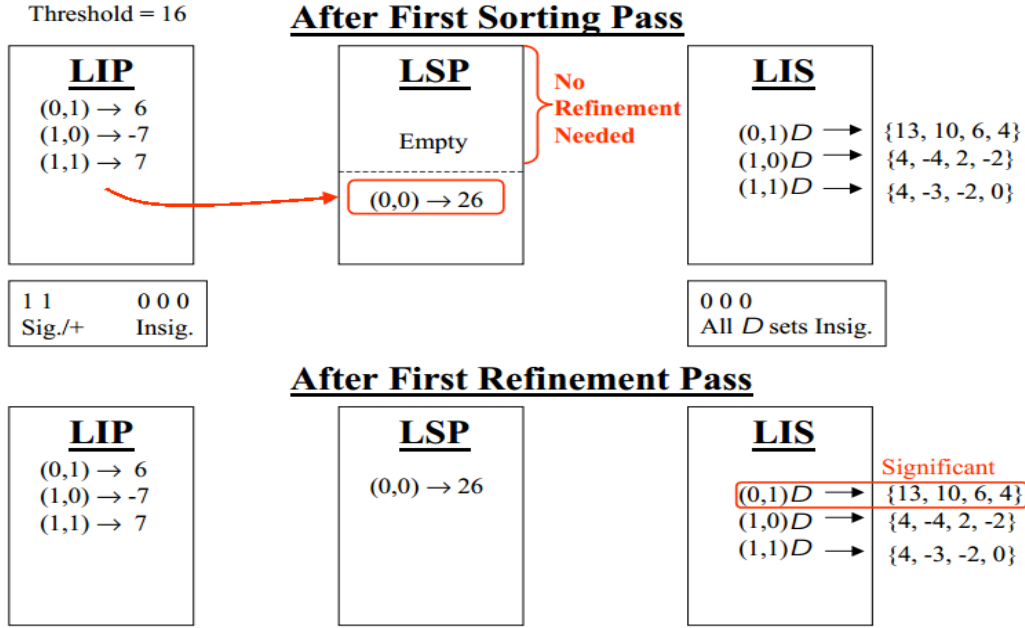 Threshold = 16
After First Sorting Pass
LIP
(0,1) → 6
(1,0) → -7
(1,1) → 7
LSP
Empty
(0,0) → 26
No
Refinement
Needed
LIS
(0,1)D → {13, 10, 6, 4}
(1,0)D → {4, -4, 2, -2}
(1,1)D → {4, -3, -2, 0}
1 1 0 0 0
Sig./+ Insig.
0 0 0
All D sets Insig.
After First Refinement Pass
LIP
(0,1) → 6
(1,0) → -7
(1,1) → 7
LSP
(0,0) → 26
LIS
Significant
(0,1)D → {13, 10, 6, 4}
(1,0)D → {4, -4, 2, -2}
(1,1)D → {4, -3, -2, 0}